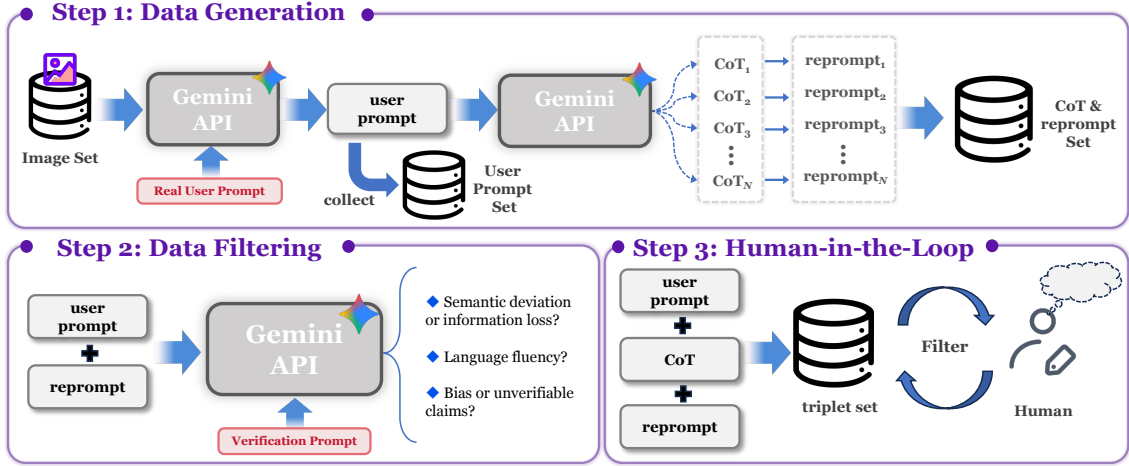 Step 1: Data Generation
Image Set
Gemini
API
Real User Prompt
user
prompt
collect
User
Prompt
Set
Gemini
API
CoT₁
CoT₂
CoT₃
⋮
CoT_N
reprompt₁
reprompt₂
reprompt₃
⋮
reprompt_N
CoT &
reprompt
Set
Step 2: Data Filtering
user
prompt
+
reprompt
Gemini
API
Verification Prompt
◆ Semantic deviation
or information loss?
◆ Language fluency?
◆ Bias or unverifiable
claims?
Step 3: Human-in-the-Loop
user
prompt
+
CoT
+
reprompt
triplet set
Filter
Human